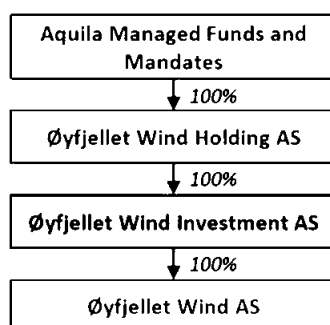 Aquila Managed Funds and
Mandates
100%
Øyfjellet Wind Holding AS
100%
Øyfjellet Wind Investment AS
100%
Øyfjellet Wind AS